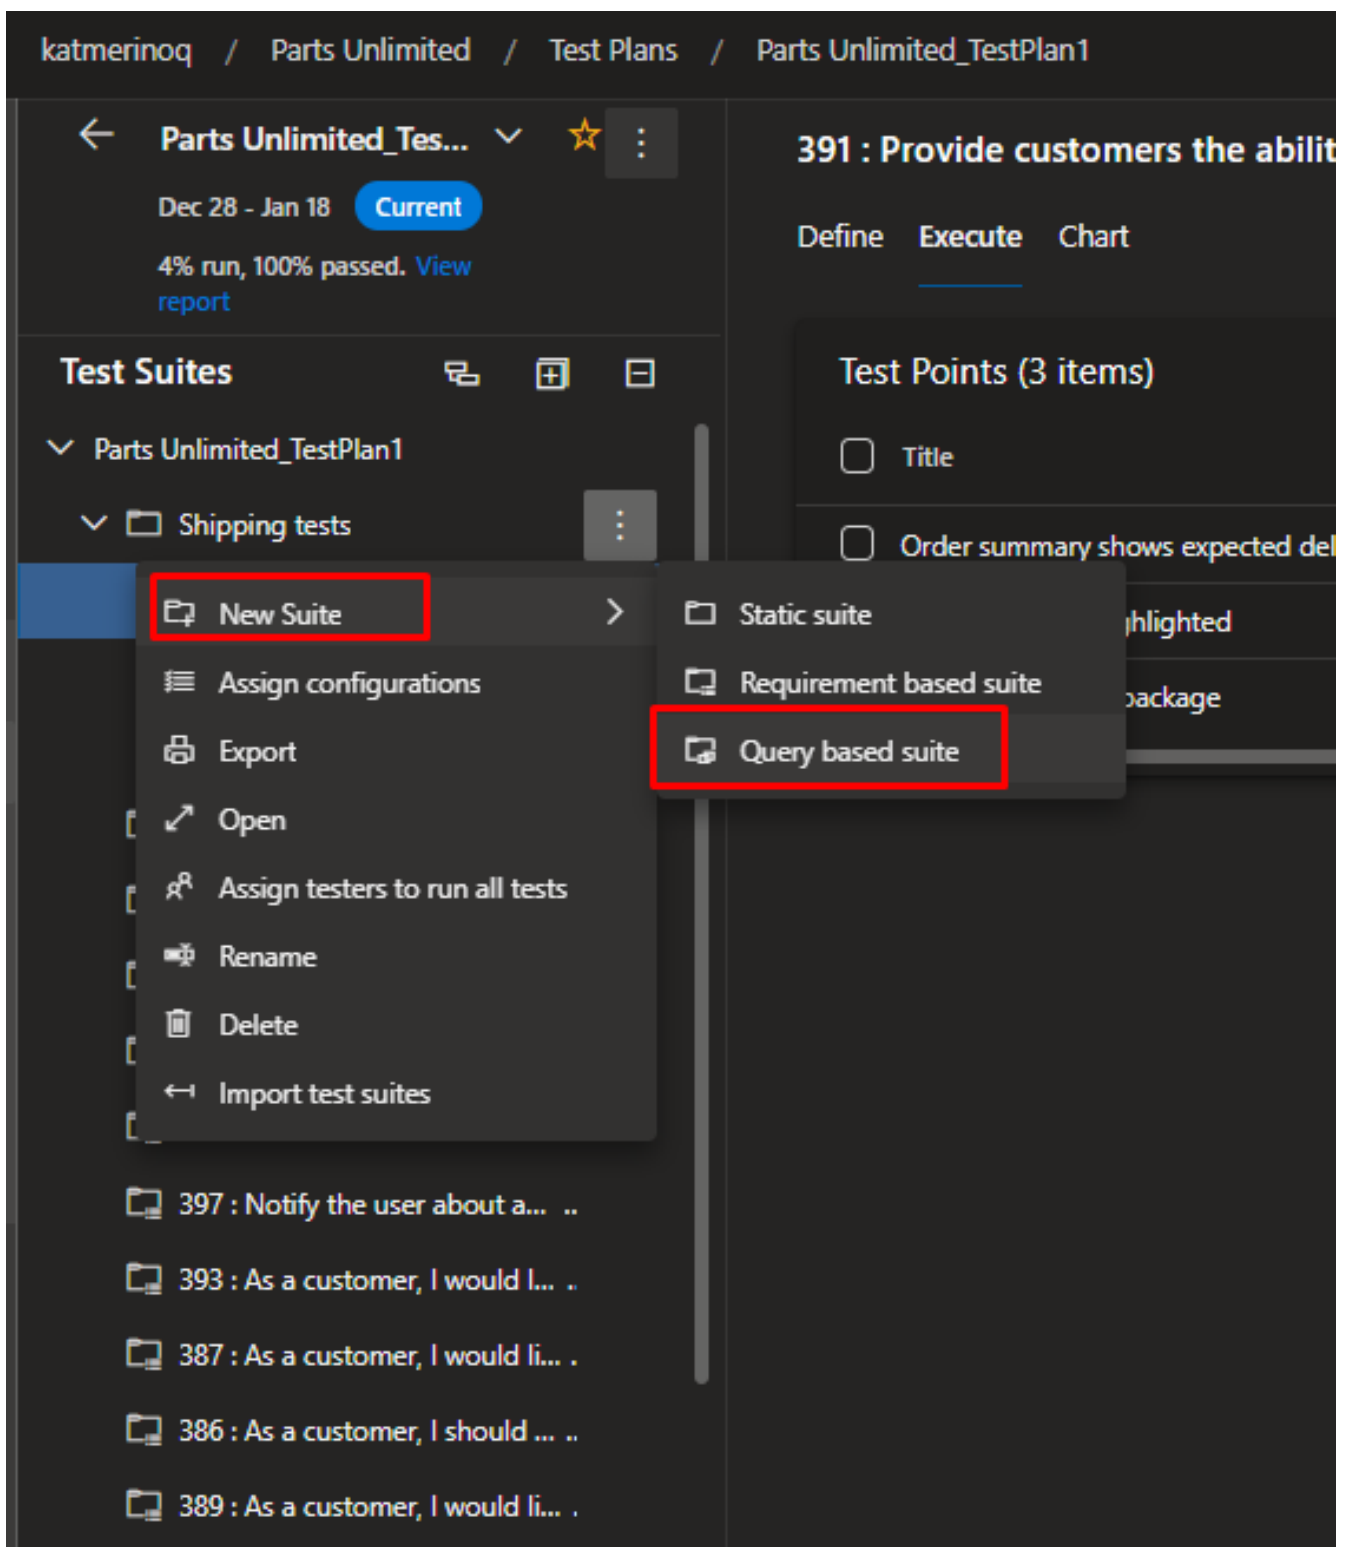 katmerinoq / Parts Unlimited / Test Plans / Parts Unlimited_TestPlan1
Parts Unlimited_Tes...
Dec 28 - Jan 18 Current
4% run, 100% passed. View
report
Test Suites
Parts Unlimited_TestPlan1
Shipping tests
New Suite
Assign configurations
Export
Open
Assign testers to run all tests
Rename
Delete
Import test suites
397 : Notify the user about a... ..
393 : As a customer, I would l... ..
387 : As a customer, I would li... .
386 : As a customer, I should ... ..
389 : As a customer, I would li... .
Static suite
Requirement based suite
Query based suite
391 : Provide customers the abilit
Define Execute Chart
Test Points (3 items)
Title
Order summary shows expected del
hlighted
package